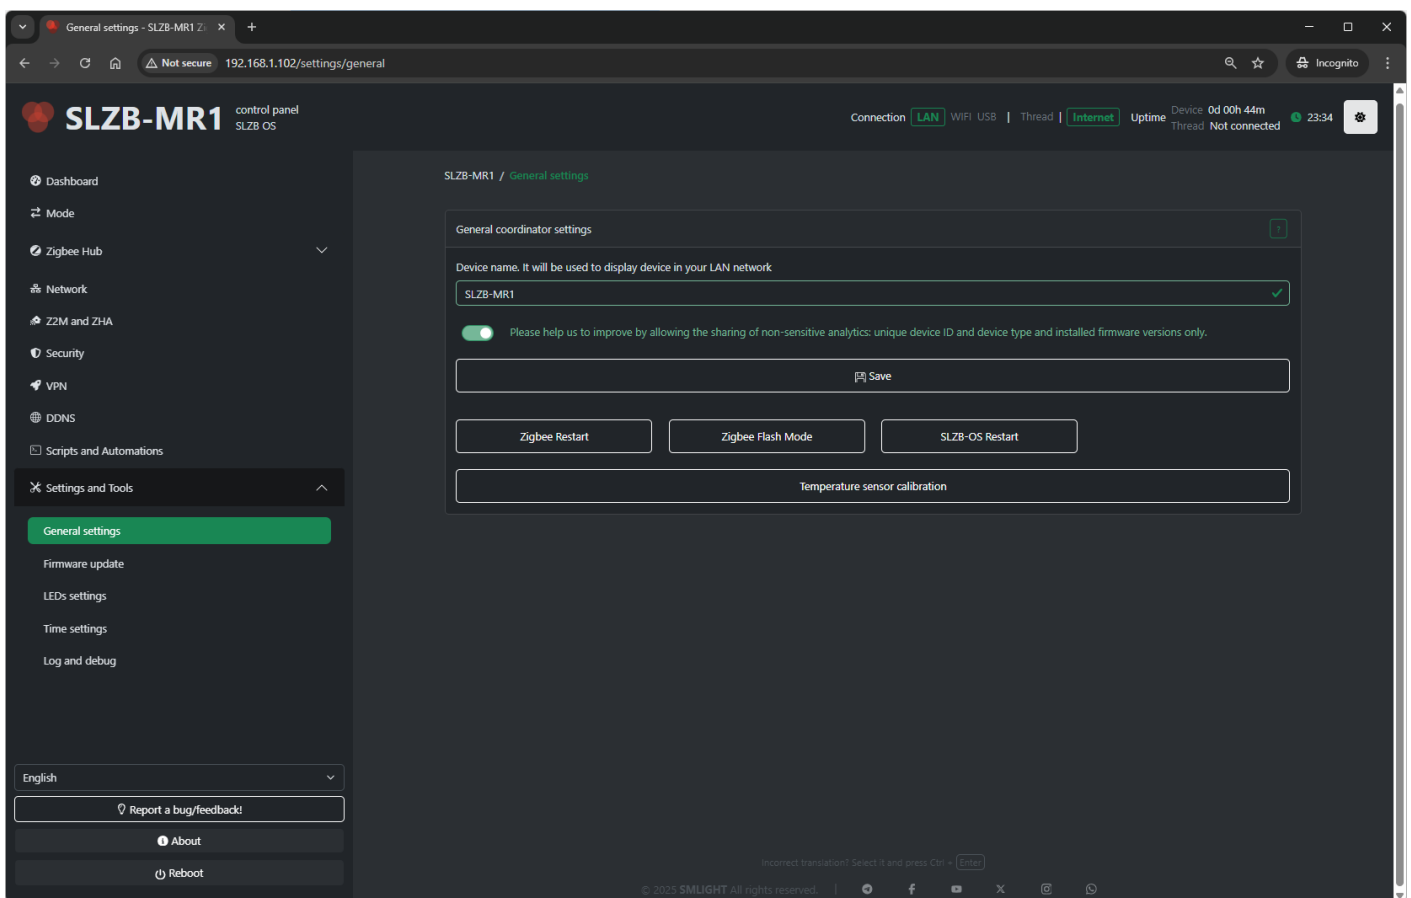 General settings - SLZB-MR1 Zi
Not secure 192.168.1.102/settings/general
Incognito
SLZB-MR1 control panel
SLZB OS
Connection LAN WIFI USB | Thread | Internet Uptime Device 0d 00h 44m
Thread Not connected
23:34
Dashboard
Mode
Zigbee Hub
Network
Z2M and ZHA
Security
VPN
DDNS
Scripts and Automations
Settings and Tools
General settings
Firmware update
LEDs settings
Time settings
Log and debug
English
Report a bug/feedback!
About
Reboot
SLZB-MR1 / General settings
General coordinator settings
Device name. It will be used to display device in your LAN network
SLZB-MR1
Please help us to improve by allowing the sharing of non-sensitive analytics: unique device ID and device type and installed firmware versions only.
Save
Zigbee Restart Zigbee Flash Mode SLZB-OS Restart
Temperature sensor calibration
Incorrect translation? Select it and press Ctrl + Enter
© 2025 SMLIGHT All rights reserved. |